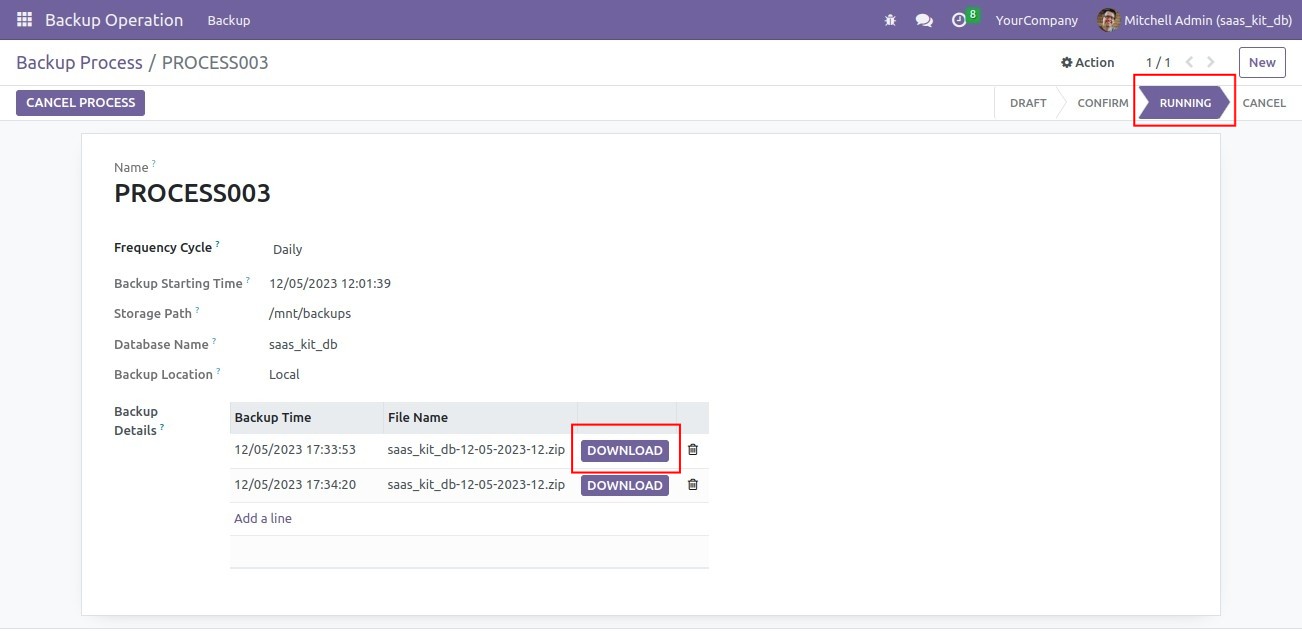 Backup Operation Backup 8 YourCompany Mitchell Admin (saas_kit_db)
Backup Process / PROCESS003 Action 1 / 1 New
CANCEL PROCESS DRAFT CONFIRM RUNNING CANCEL
Name ?
PROCESS003
Frequency Cycle ? Daily
Backup Starting Time ? 12/05/2023 12:01:39
Storage Path ? /mnt/backups
Database Name ? saas_kit_db
Backup Location ? Local
Backup
Details ?
Backup Time File Name
12/05/2023 17:33:53 saas_kit_db-12-05-2023-12.zip DOWNLOAD
12/05/2023 17:34:20 saas_kit_db-12-05-2023-12.zip DOWNLOAD
Add a line